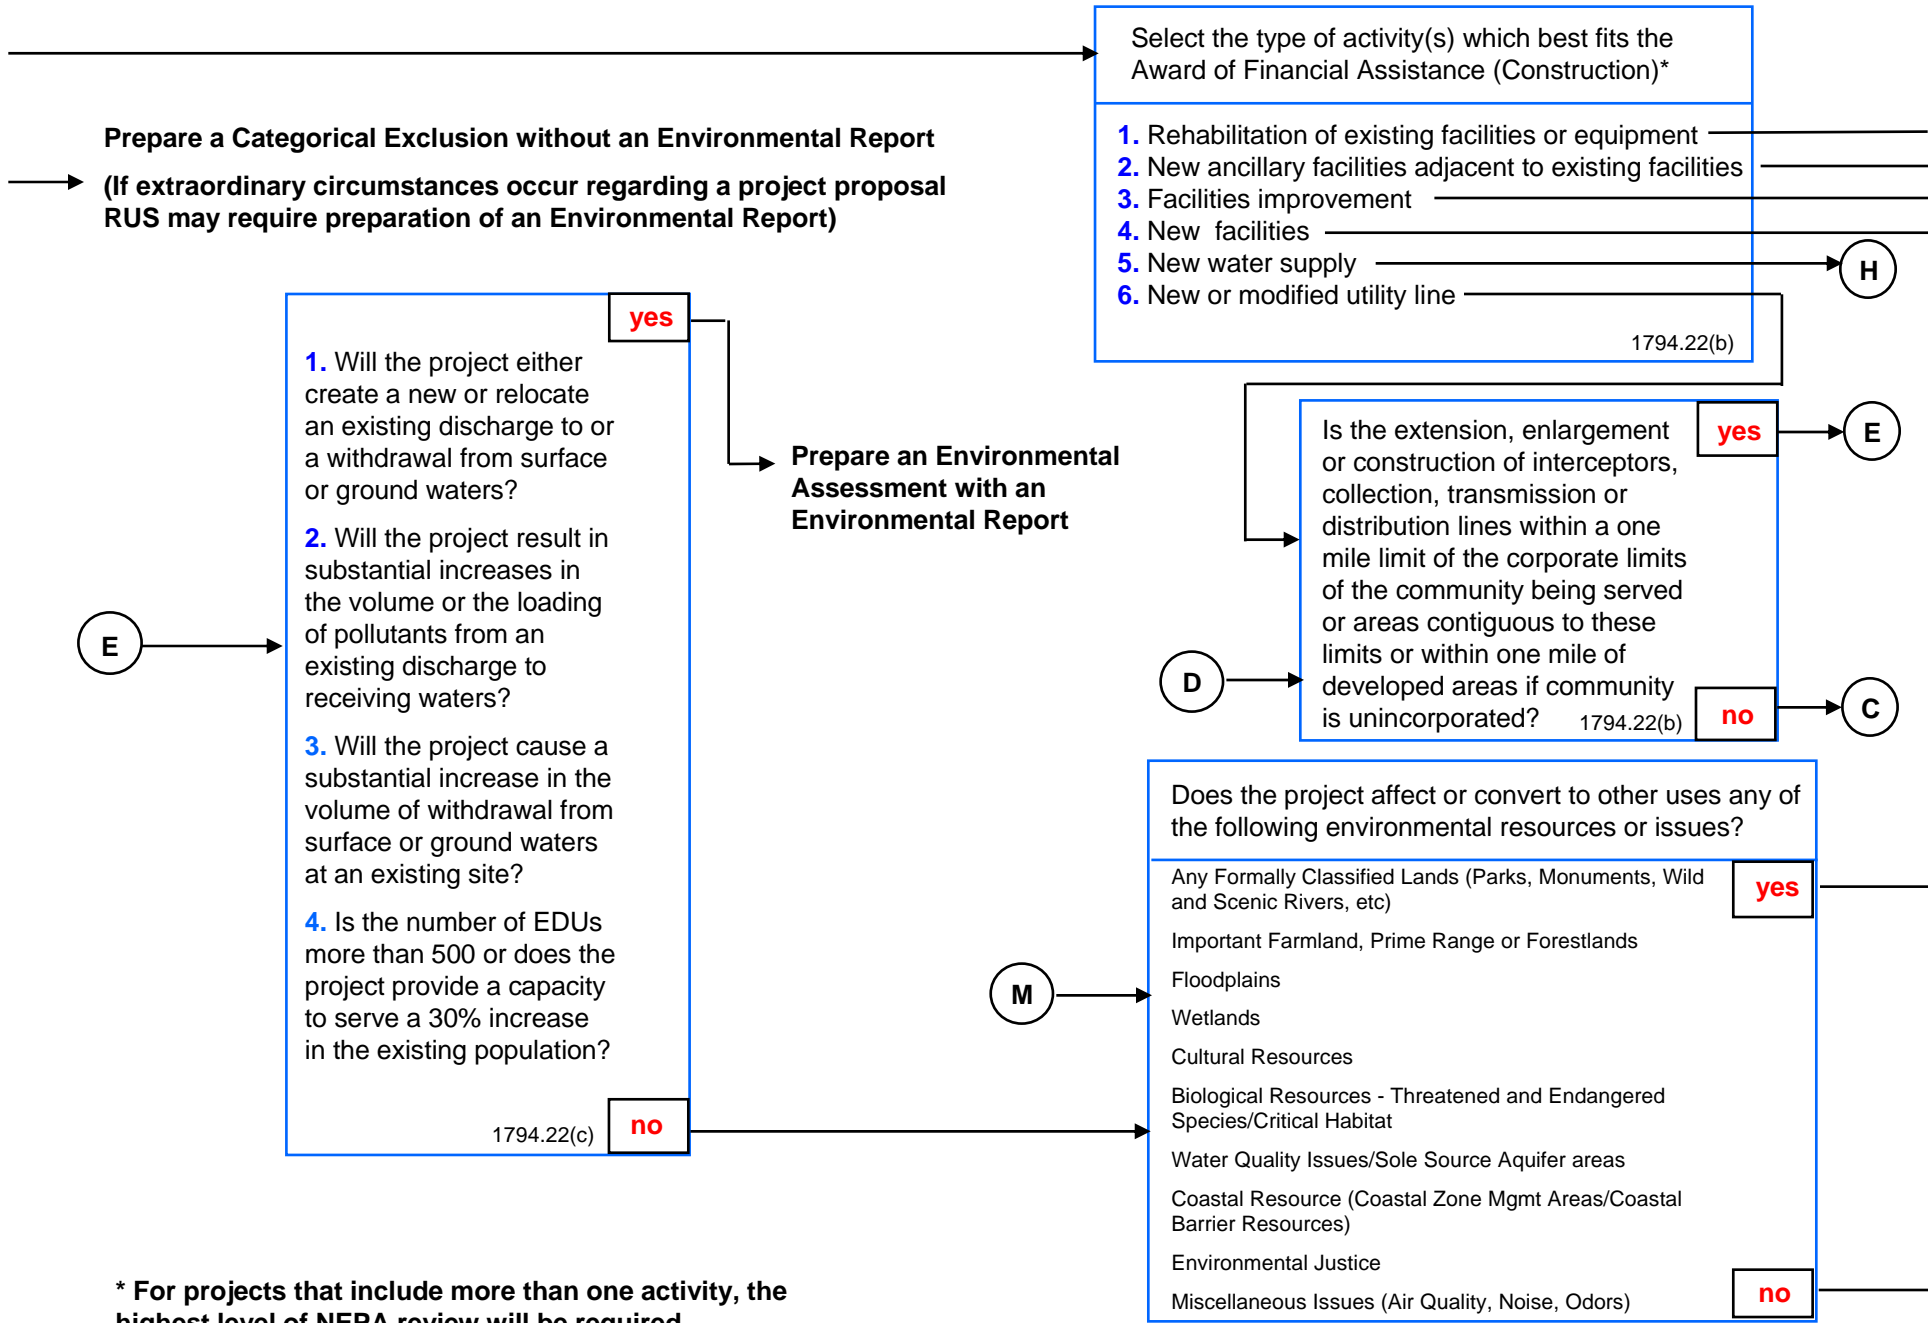 Select the type of activity(s) which best fits the
Award of Financial Assistance (Construction)*
Prepare a Categorical Exclusion without an Environmental Report
(If extraordinary circumstances occur regarding a project proposal
RUS may require preparation of an Environmental Report)
1. Rehabilitation of existing facilities or equipment
2. New ancillary facilities adjacent to existing facilities
3. Facilities improvement
4. New facilities
5. New water supply
H
6. New or modified utility line
1794.22(b)
yes
1. Will the project either
create a new or relocate
an existing discharge to or
a withdrawal from surface
or ground waters?
2. Will the project result in
substantial increases in
the volume or the loading
of pollutants from an
existing discharge to
receiving waters?
3. Will the project cause a
substantial increase in the
volume of withdrawal from
surface or ground waters
at an existing site?
4. Is the number of EDUs
more than 500 or does the
project provide a capacity
to serve a 30% increase
in the existing population?
1794.22(c)
no
E
Prepare an Environmental
Assessment with an
Environmental Report
Is the extension, enlargement
or construction of interceptors,
collection, transmission or
distribution lines within a one
mile limit of the corporate limits
of the community being served
or areas contiguous to these
limits or within one mile of
developed areas if community
is unincorporated? 1794.22(b)
yes
E
D
no
C
Does the project affect or convert to other uses any of
the following environmental resources or issues?
Any Formally Classified Lands (Parks, Monuments, Wild
and Scenic Rivers, etc)
yes
Important Farmland, Prime Range or Forestlands
Floodplains
M
Wetlands
Cultural Resources
Biological Resources - Threatened and Endangered
Species/Critical Habitat
Water Quality Issues/Sole Source Aquifer areas
Coastal Resource (Coastal Zone Mgmt Areas/Coastal
Barrier Resources)
Environmental Justice
Miscellaneous Issues (Air Quality, Noise, Odors)
no
* For projects that include more than one activity, the
highest level of NEPA review will be required